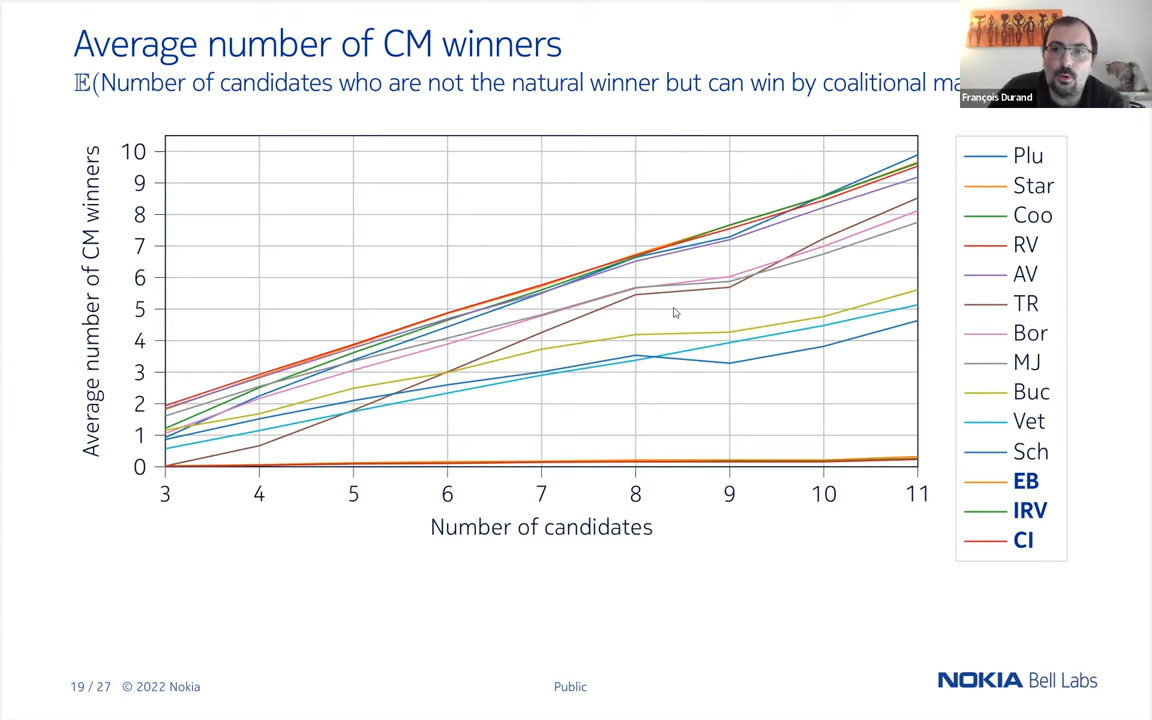 Average number of CM winners
𝔼(Number of candidates who are not the natural winner but can win by coalitional ma
François Durand
Average number of CM winners
10
9
8
7
6
5
4
3
2
1
0
3 4 5 6 7 8 9 10 11
Number of candidates
Plu
Star
Coo
RV
AV
TR
Bor
MJ
Buc
Vet
Sch
EB
IRV
CI
19 / 27 © 2022 Nokia
Public
NOKIA Bell Labs